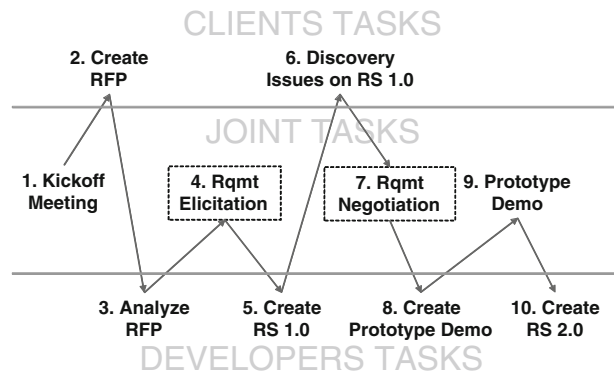 CLIENTS TASKS
2. Create
RFP
6. Discovery
Issues on RS 1.0
JOINT TASKS
1. Kickoff
Meeting
4. Rqmt
Elicitation
7. Rqmt
Negotiation
9. Prototype
Demo
3. Analyze
RFP
5. Create
RS 1.0
8. Create
Prototype Demo
10. Create
RS 2.0
DEVELOPERS TASKS